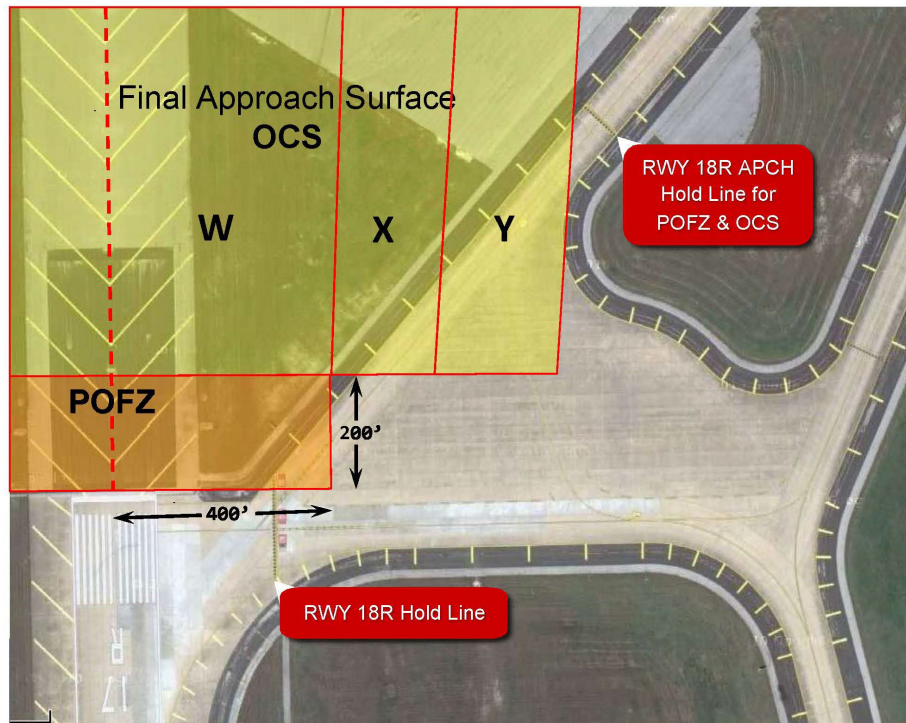 Final Approach Surface
OCS
W
X
Y
RWY 18R APCH
Hold Line for
POFZ & OCS
POFZ
200’
400’
RWY 18R Hold Line
R
17